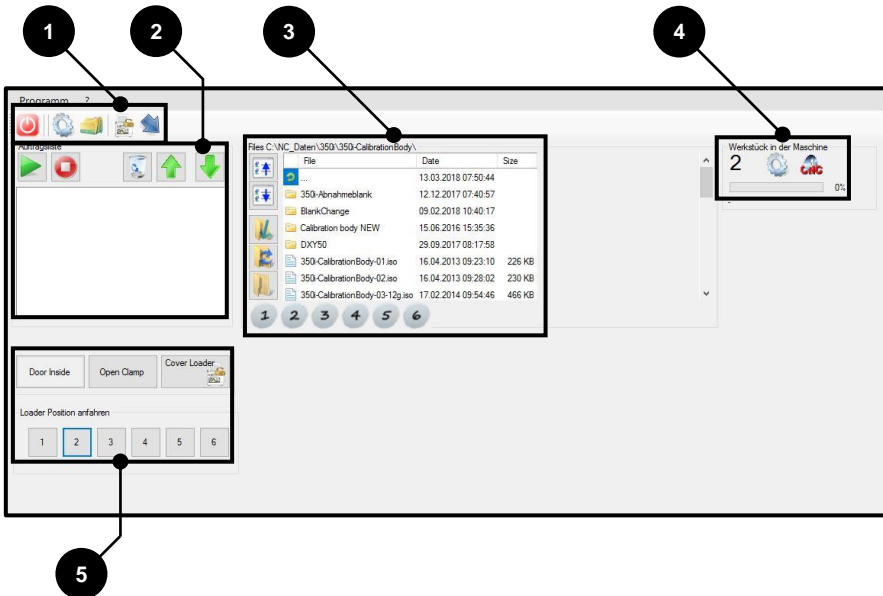 1 2 3 4
Programm ?
Auftragsliste
Files C:\NC_Daten\350i\350i-CalibrationBody\
File Date Size
... 13.03.2018 07:50:44
350i-Abnahmeblank 12.12.2017 07:40:57
BlankChange 09.02.2018 10:40:17
Calibration body NEW 15.06.2016 15:35:36
DXY50 29.09.2017 08:17:58
350i-CalibrationBody-01.iso 16.04.2013 09:23:10 226 KB
350i-CalibrationBody-02.iso 16.04.2013 09:28:02 230 KB
350i-CalibrationBody-03-12g.iso 17.02.2014 09:54:46 466 KB
1 2 3 4 5 6
Werkstück in der Maschine
2 CNC
0%
-
Door Inside Open Clamp Cover Loader
Loader Position anfahren
1 2 3 4 5 6
5